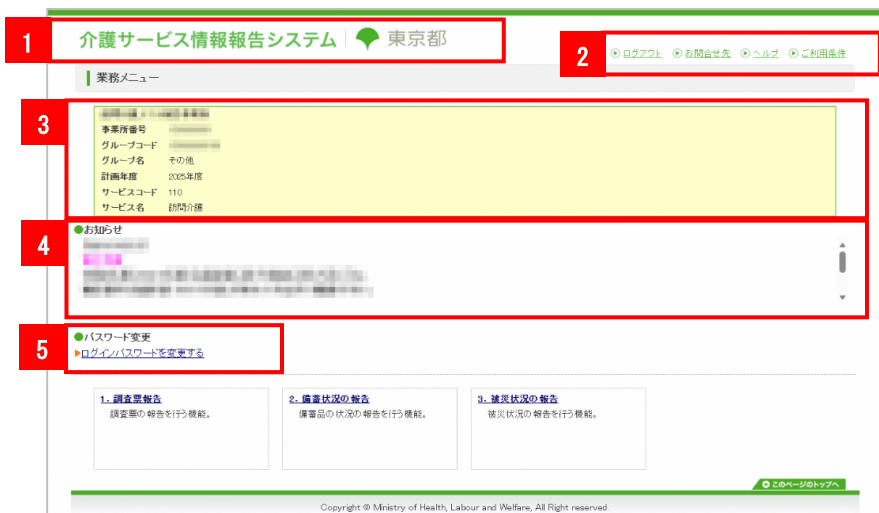 1
介護サービス情報報告システム 東京都
2
ログアウト お問合せ先 ヘルプ ご利用条件
業務メニュー
3
事業所番号
グループコード
グループ名 その他
計画年度 2025年度
サービスコード 110
サービス名 訪問介護
4
●お知らせ
5
●パスワード変更
ログインパスワードを変更する
1. 調査票報告
調査票の報告を行う機能。
2. 備蓄状況の報告
備蓄品の状況の報告を行う機能。
3. 被災状況の報告
被災状況の報告を行う機能。
このページのトップへ
Copyright © Ministry of Health, Labour and Welfare, All Right reserved.